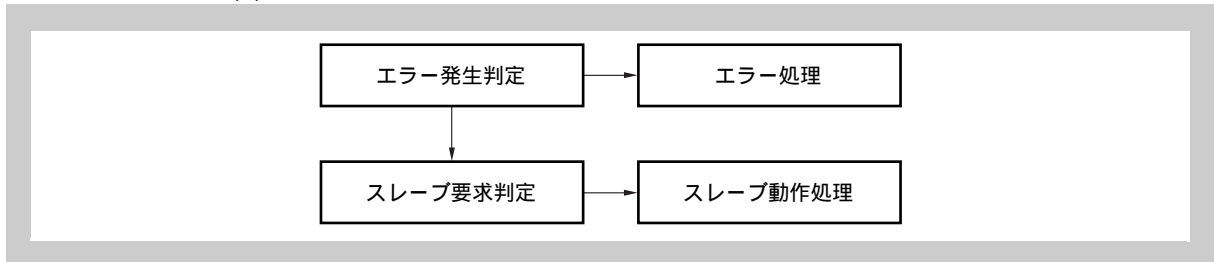 エラー発生判定
エラー処理
スレーブ要求判定
スレーブ動作処理